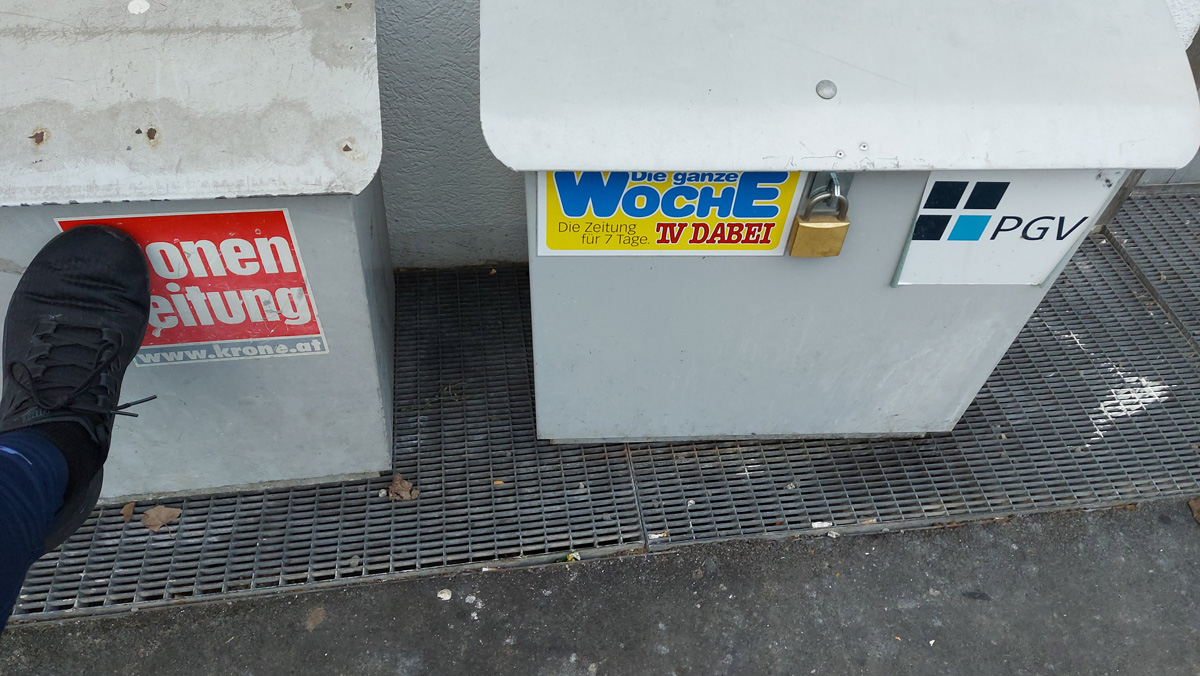 onen
eitung
www.krone.at
Die ganze
WOCHE
Die Zeitung
für 7 Tage.
TV DABEI
PGV